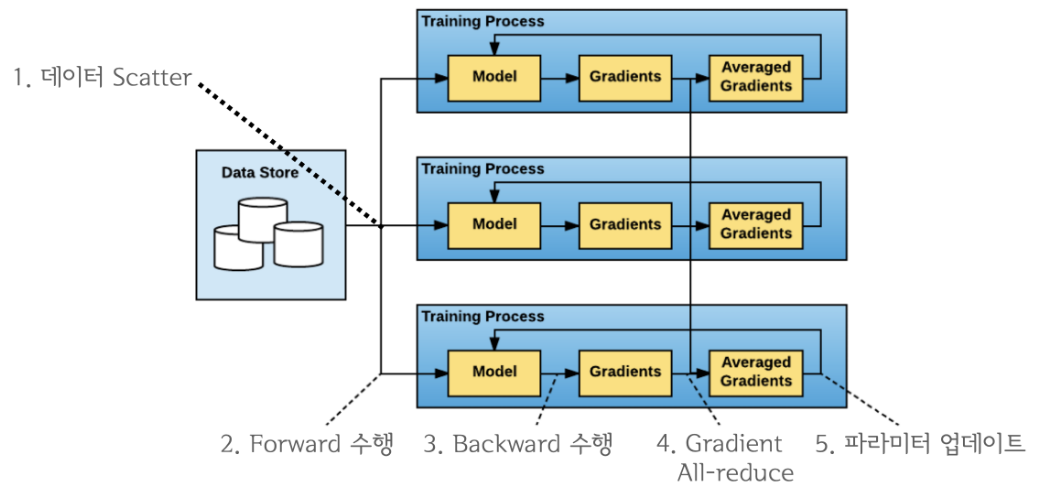 Training Process
Model
Gradients
Averaged
Gradients
1. 데이터 Scatter
Data Store
Training Process
Model
Gradients
Averaged
Gradients
Training Process
Model
Gradients
Averaged
Gradients
2. Forward 수행
3. Backward 수행
4. Gradient
All-reduce
5. 파라미터 업데이트